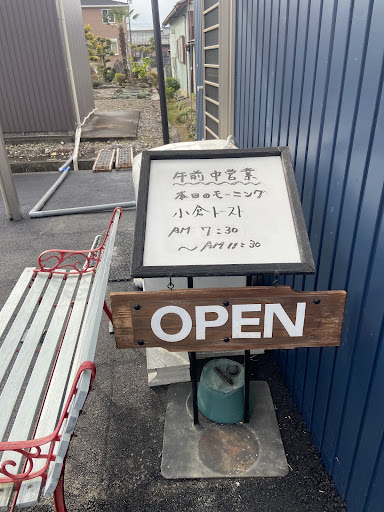 午前中営業
本日のモーニング
小倉トースト
AM 7:30
～AM 11:30
OPEN